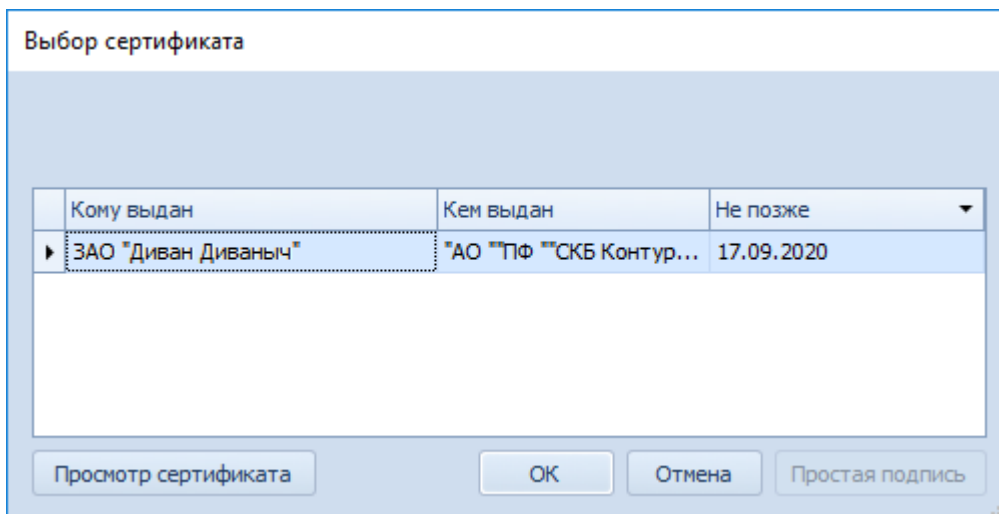 Выбор сертификата
Кому выдан Кем выдан Не позже
ЗАО "Диван Диваныч" "АО ""ПФ ""СКБ Контур... 17.09.2020
Просмотр сертификата ОК Отмена Простая подпись